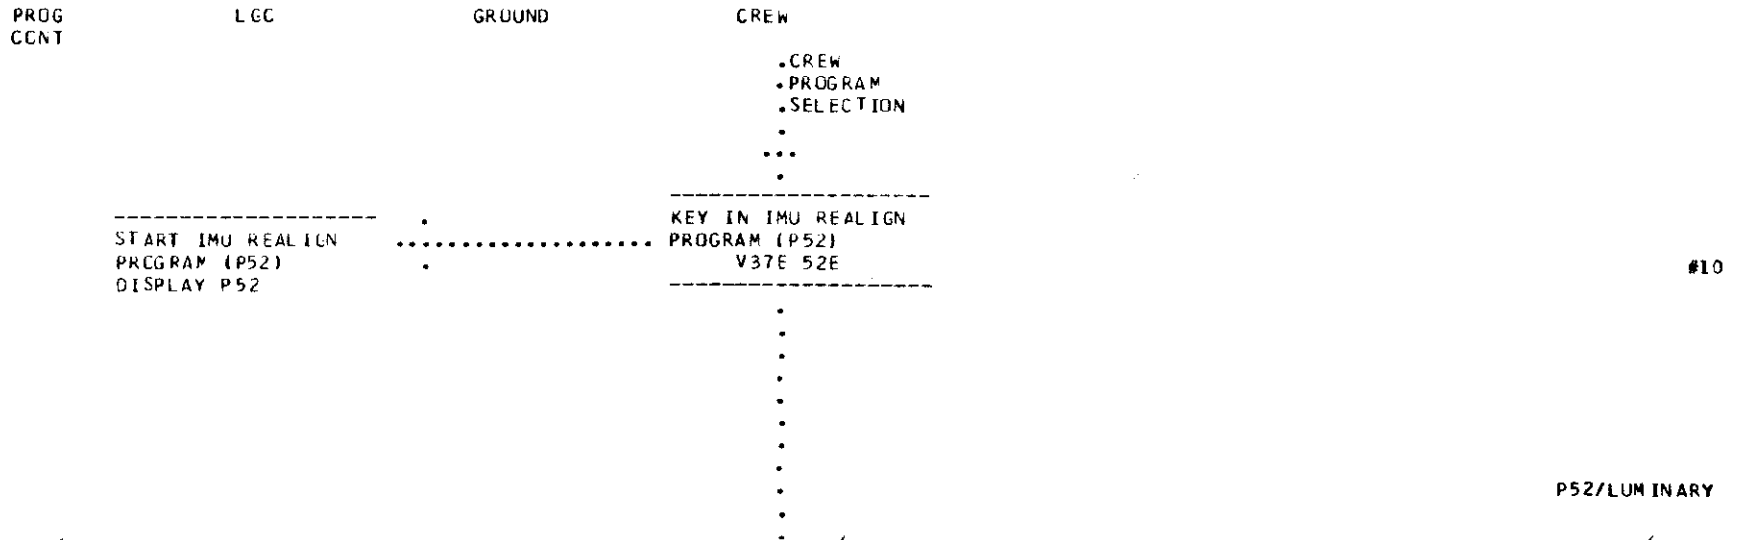 PROG LGC GROUND CREW
CCNT
.CREW
.PROGRAM
.SELECTION
.
...
.
--------------------
-------------------- . KEY IN IMU REALIGN
START IMU REALIGN .................... PROGRAM (P52)
PROGRAM (P52) . V37E 52E #10
DISPLAY P52 --------------------
.
.
.
.
.
.
.
.
. P52/LUMINARY
.
.